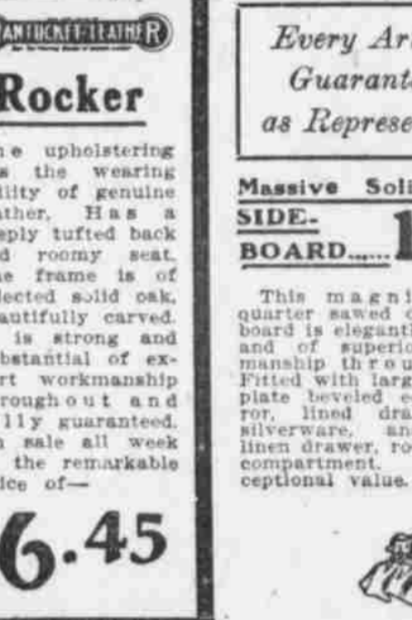 ANTUCKET LEATHER
Rocker
ne upholstering
s the wearing
ility of genuine
ather. Has a
eply tufted back
d roomy seat.
e frame is of
lected solid oak,
autifully carved.
is strong and
bstantial of ex-
rt workmanship
roughout and
lly guaranteed.
n sale all week
the remarkable
ice of—
6.45
Every Ar
Guarant
as Represe
Massive Soli
SIDE-
BOARD...... 1
This magni
quarter sawed o
board is elegantl
and of superio
manship throu
Fitted with larg
plate beveled e
ror, lined dra
silverware, an
linen drawer, ro
compartment.
ceptional value.